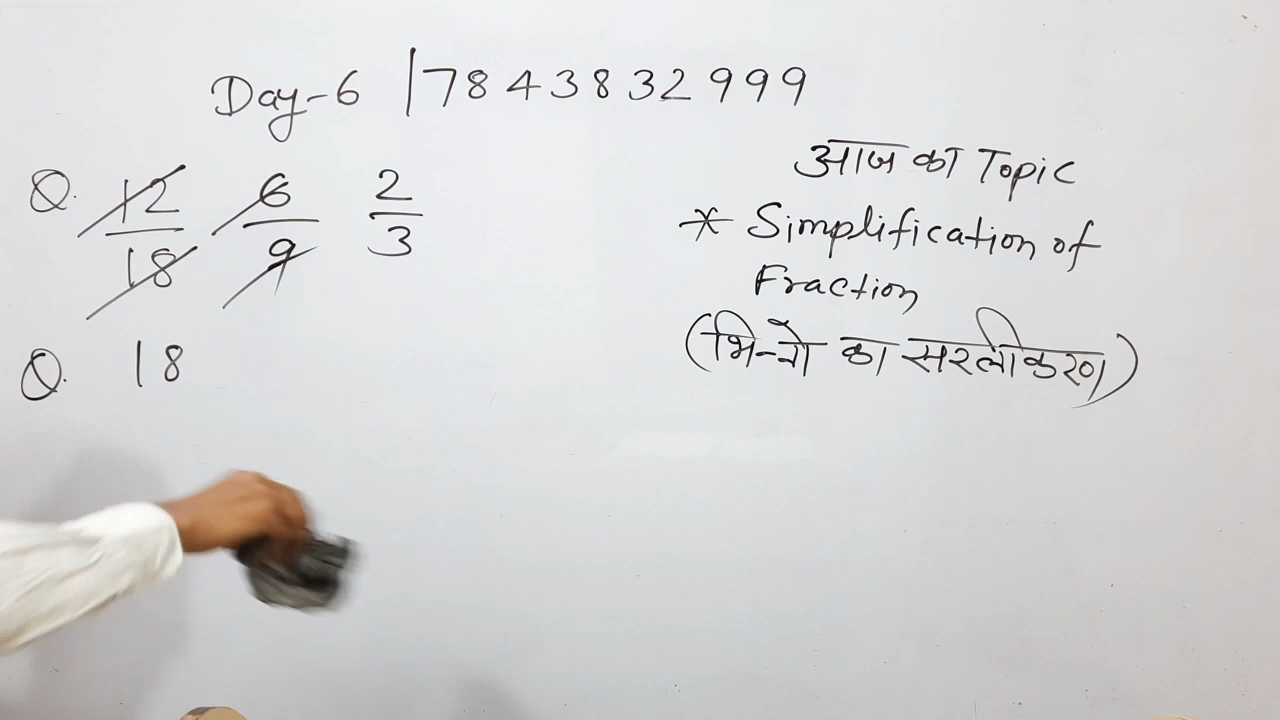 Day-6 | 7843832999
आज का Topic
* Simplification of
Fraction
(भिन्नो का सरलीकरण)
Q. 12/18 6/9 2/3
Q. 18